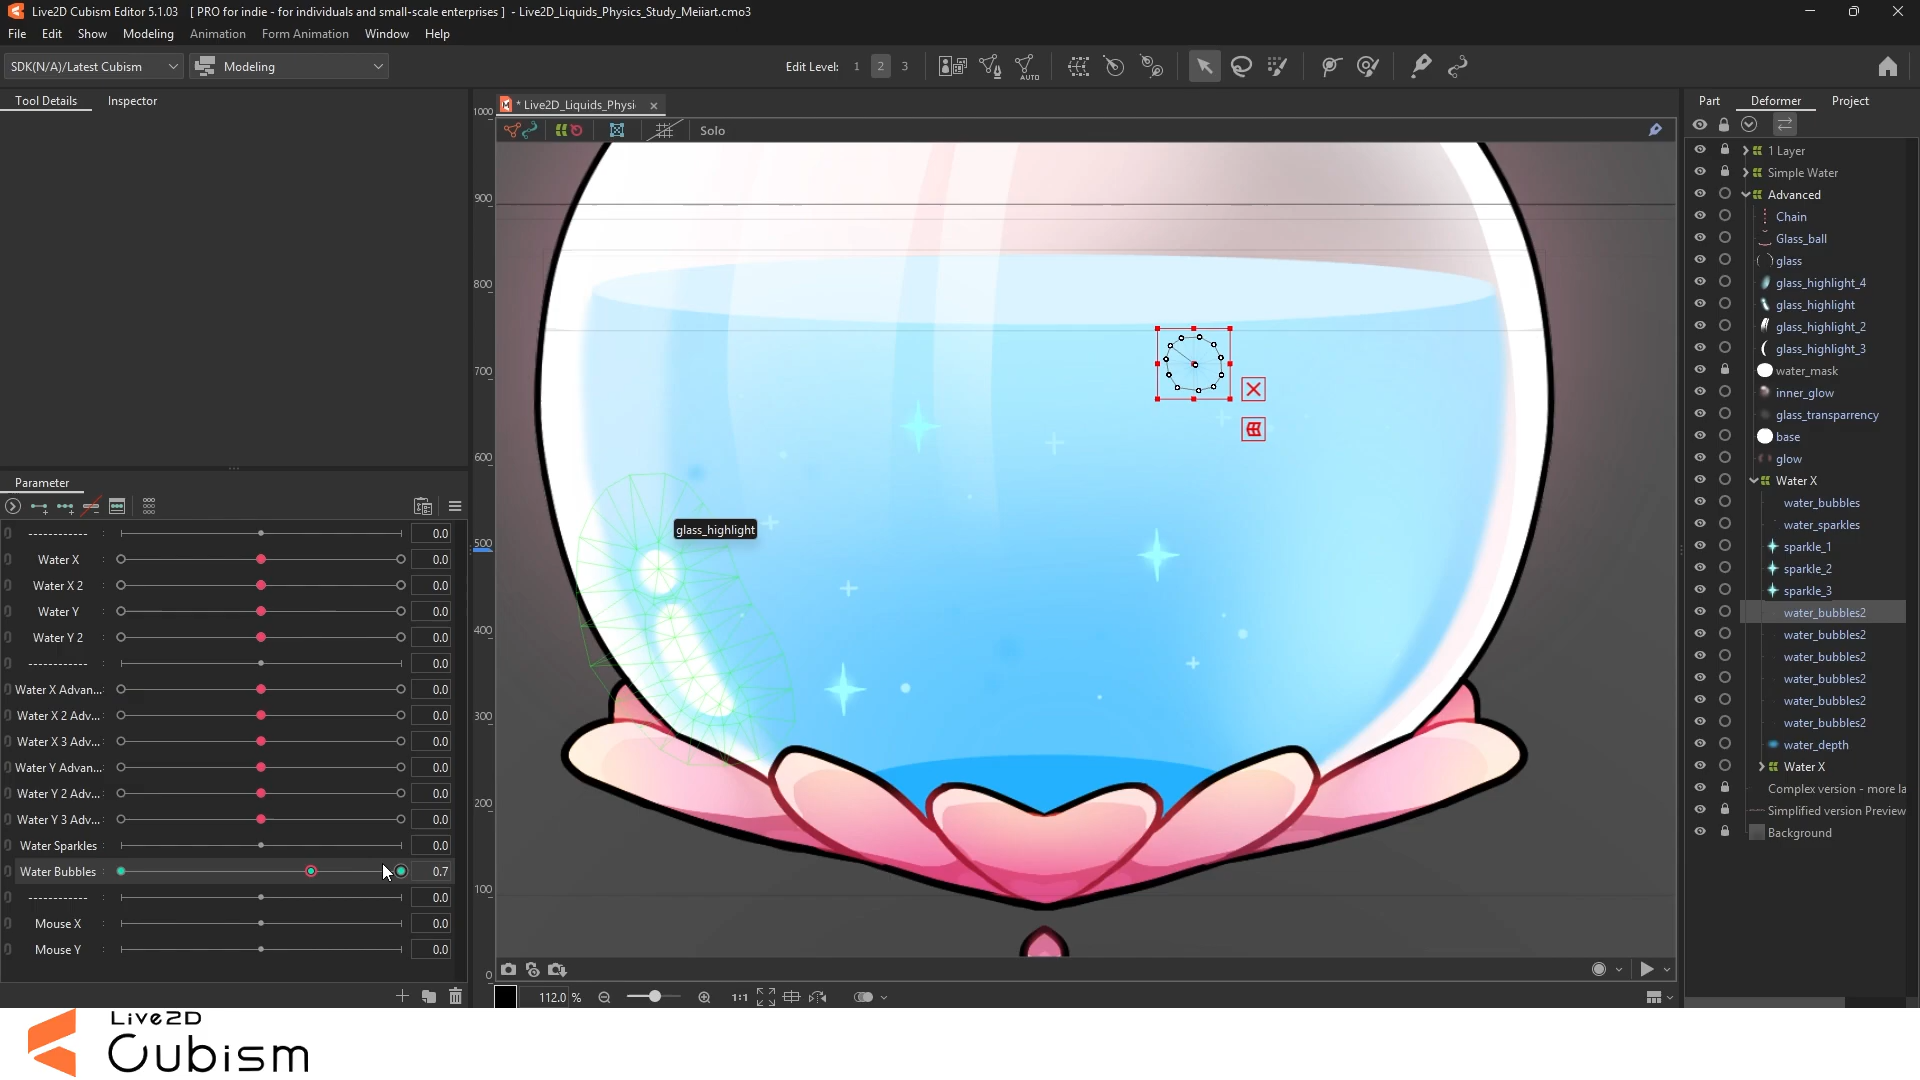 Live2D Cubism Editor 5.1.03 [ PRO for indie - for individuals and small-scale enterprises ] - Live2D_Liquids_Physics_Study_Meiiart.cmo3
File Edit Show Modeling Animation Form Animation Window Help
SDK(N/A)/Latest Cubism Modeling Edit Level: 1 2 3 AUTO
Tool Details Inspector
* Live2D_Liquids_Physi
Solo
Part Deformer Project
1000
900
800
700
600
500
400
300
200
100
0
glass_highlight
1 Layer
Simple Water
Advanced
Chain
Glass_ball
glass
glass_highlight_4
glass_highlight
glass_highlight_2
glass_highlight_3
water_mask
inner_glow
glass_transparrency
base
glow
Water X
water_bubbles
water_sparkles
sparkle_1
sparkle_2
sparkle_3
water_bubbles2
water_bubbles2
water_bubbles2
water_bubbles2
water_bubbles2
water_bubbles2
water_depth
Water X
Complex version - more la
Simplified version Preview
Background
Parameter
------------ : 0.0
Water X : 0.0
Water X 2 : 0.0
Water Y : 0.0
Water Y 2 : 0.0
------------ : 0.0
Water X Advan... : 0.0
Water X 2 Adv... : 0.0
Water X 3 Adv... : 0.0
Water Y Advan... : 0.0
Water Y 2 Adv... : 0.0
Water Y 3 Adv... : 0.0
Water Sparkles : 0.0
Water Bubbles : 0.7
------------ : 0.0
Mouse X : 0.0
Mouse Y : 0.0
112.0 % 1:1
Live2D
Cubism